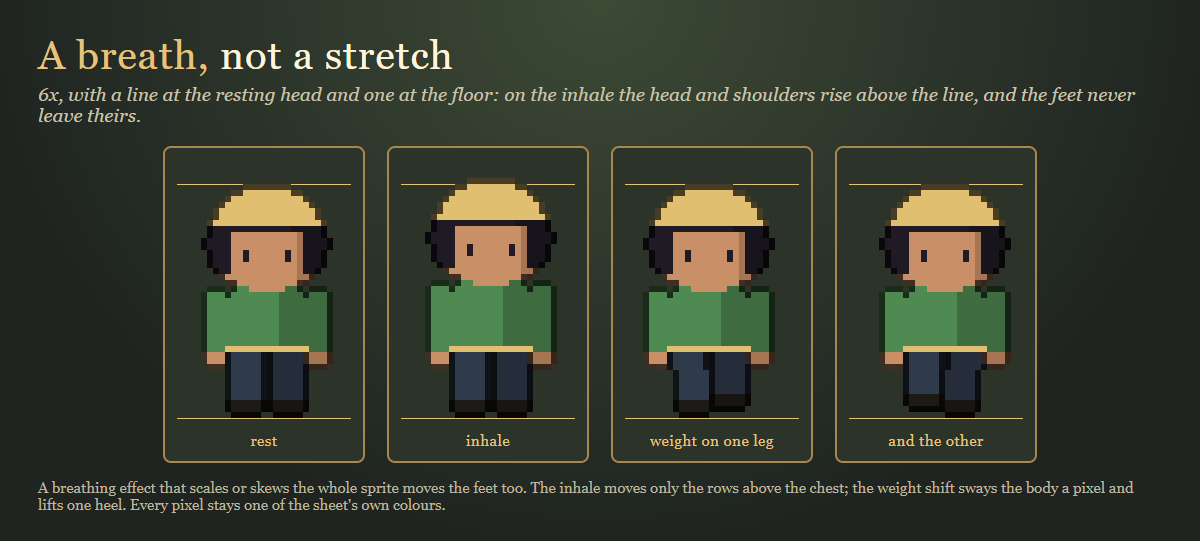 A breath, not a stretch
6x, with a line at the resting head and one at the floor: on the inhale the head and shoulders rise above the line, and the feet never
leave theirs.
rest
inhale
weight on one leg
and the other
A breathing effect that scales or skews the whole sprite moves the feet too. The inhale moves only the rows above the chest; the weight shift sways the body a pixel and
lifts one heel. Every pixel stays one of the sheet's own colours.